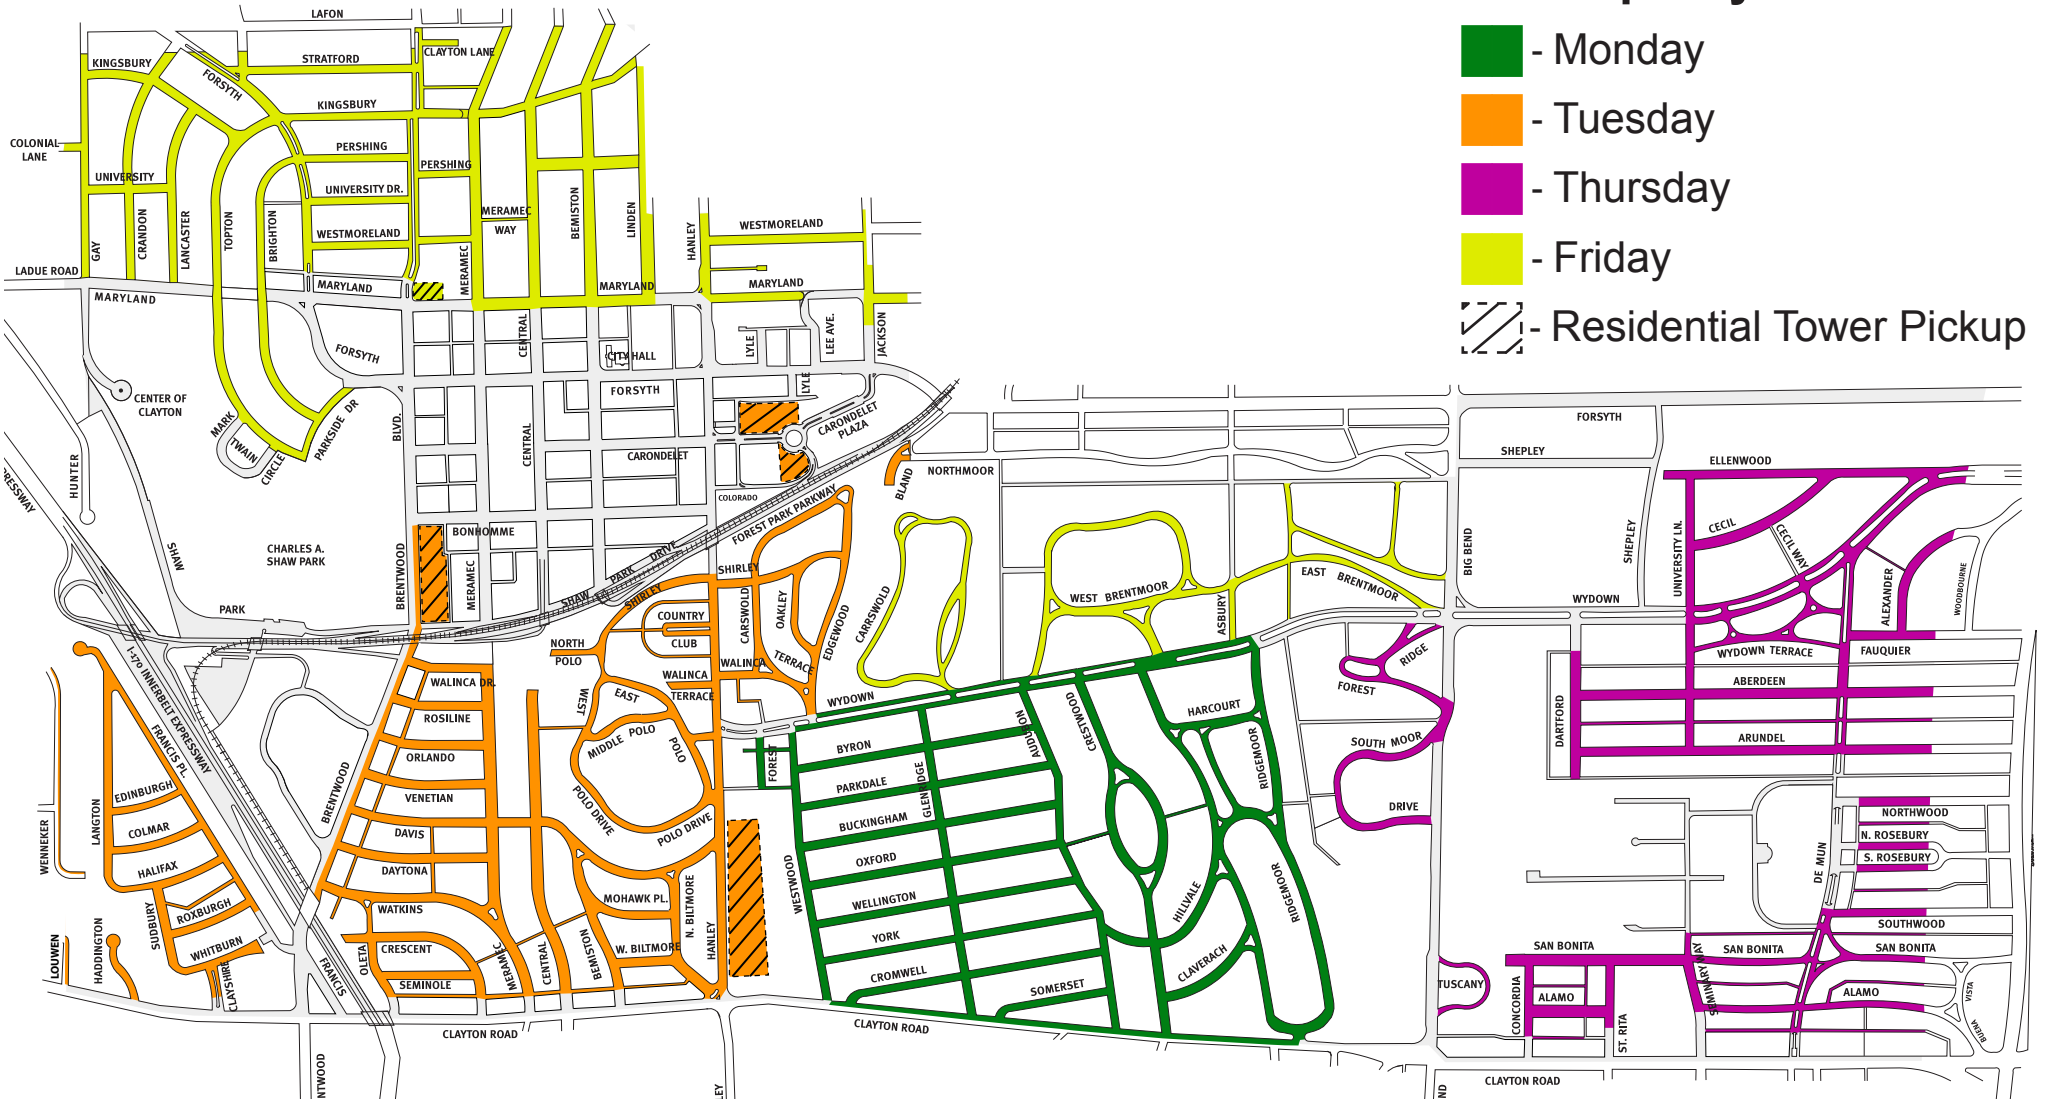 - Monday
- Tuesday
- Thursday
- Friday
- Residential Tower Pickup
LAFON
CLAYTON LANE
STRATFORD
KINGSBURY
FORSYTH
KINGSBURY
COLONIAL
LANE
PERSHING
PERSHING
UNIVERSITY
UNIVERSITY DR.
GAY
CRANDON
LANCASTER
TOPTON
BRIGHTON
WESTMORELAND
MERAMEC
WAY
MERAMEC
BEMISTON
LINDEN
HANLEY
WESTMORELAND
LADUE ROAD
MARYLAND
MARYLAND
MARYLAND
MARYLAND
FORSYTH
CENTRAL
CITY HALL
LYLE
LEE AVE.
JACKSON
CENTER OF
CLAYTON
MARK
TWAIN
CIRCLE
PARKSIDE DR
BLVD.
CENTRAL
FORSYTH
LYLE
CARONDELET
PLAZA
CARONDELET
COLORADO
BLAND
NORTHMOOR
FORSYTH
SHEPLEY
ELLENWOOD
HUNTER
PRESSWAY
SHAW
CHARLES A.
SHAW PARK
PARK
BRENTWOOD
BONHOMME
MERAMEC
FOREST PARKWAY
SHAW
PARK
DRIVE
SHIRLEY
SHIRLEY
COUNTRY
CLUB
CARSWOLD
OAKLEY
EDGEWOOD
CARRSWOLD
TERRACE
WALINCA
WALINCA
TERRACE
NORTH
POLO
WEST
EAST
MIDDLE POLO
POLO
POLO DRIVE
POLO DRIVE
WEST BRENTMOOR
EAST BRENTMOOR
ASBURY
BIG BEND
SHEPLEY
UNIVERSITY LN.
CECIL
CECIL WAY
ALEXANDER
WOODBOURNE
WYDOWN
WYDOWN TERRACE
FAUQUIER
ABERDEEN
ARUNDEL
DARTFORD
RIDGE
FOREST
SOUTH MOOR
DRIVE
I-170 INNERBELT EXPRESSWAY
FRANCIS PL.
BRENTWOOD
WALINCA DR.
ROSILINE
ORLANDO
VENETIAN
DAVIS
DAYTONA
WATKINS
CRESCENT
SEMINOLE
OLETA
MERAMEC
CENTRAL
BEMISTON
MOHAWK PL.
W. BILTMORE
N. BILTMORE
HANLEY
WENNEKER
LANGTON
EDINBURGH
COLMAR
HALIFAX
ROXBURGH
WHITBURN
SUDBURY
CLAYSHIRE
LOUWEN
HADDINGTON
FRANCIS
WYDOWN
FOREST
BYRON
PARKDALE
BUCKINGHAM
OXFORD
WELLINGTON
YORK
CROMWELL
SOMERSET
WESTWOOD
GLENRIDGE
AUDUBON
CRESTWOOD
HARCOURT
RIDGEMOOR
RIDGEMOOR
HILLVALE
CLAVERACH
NORTHWOOD
N. ROSEBURY
S. ROSEBURY
DE MUN
SOUTHWOOD
SAN BONITA
SAN BONITA
SAN BONITA
SEMINARY WAY
TUSCANY
CONCORDIA
ALAMO
ALAMO
ST. RITA
VISTA
BUENA
CLAYTON ROAD
CLAYTON ROAD
CLAYTON ROAD
NTWOOD
LEY
ND